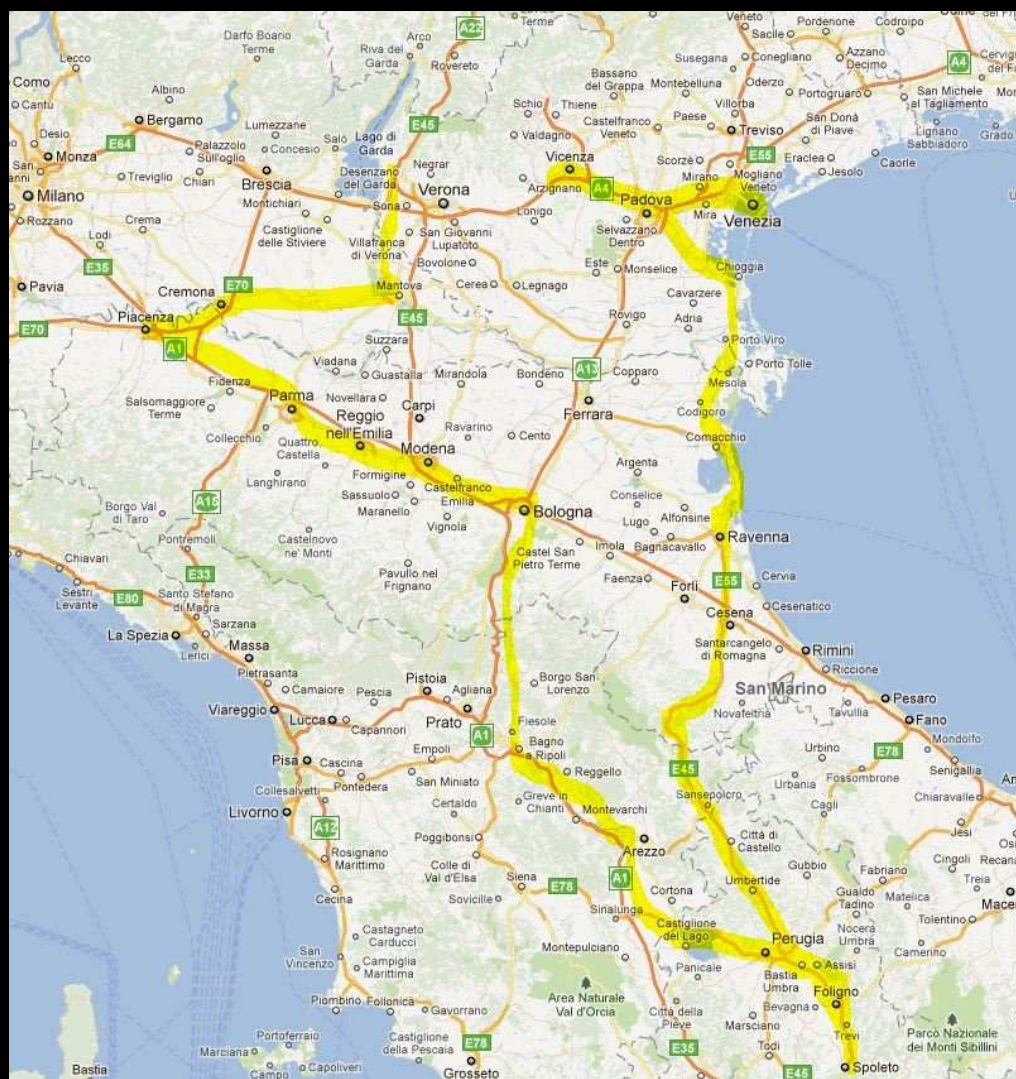 Darfo Boario
Terme
Arco
Riva del
Garda
Rovereto
A22
Terme
Veneto
Sacile
Pordenone
Codroipo
Lecco
Como
Cantù
Albino
Bergamo
E64
Desio
Monza
Milano
Rozzano
Palazzolo
Sull'oglio
Treviglio
Chiari
Lumezzane
Concesio
Salò
Lago di
Garda
E45
Negrar
Desenzano
del Garda
Brescia
Verona
Sona
Montichiari
Castiglione
delle Stiviere
Villafranca
di Verona
San Giovanni
Lupatoto
Bovolone
Schio
Thiene
Valdagno
Bassano
del Grappa
Castelfranco
Veneto
Montebelluna
Susegana
Conegliano
Oderzo
Azzano
Decimo
A4
Portogruaro
San Michele
al Tagliamento
Villorba
Paese
Treviso
San Donà
di Piave
Lignano
Sabbiadoro
Grado
Caorle
Eraclea
Jesolo
E55
Scorzè
Mogliano
Veneto
Mirano
Mira
Venezia
Vicenza
Arzignano
A4
Lonigo
Padova
Selvazzano
Dentro
Este
Monselice
Chioggia
Cavarzere
Adria
Rovigo
Legnago
Cerea
Lodi
Crema
E35
Pavia
E70
Cremona
E70
Piacenza
A1
Mantova
E45
Suzzara
Viadana
Guastalla
Mirandola
Bondeno
A13
Copparo
Ferrara
Porto Viro
Porto Tolle
Mesola
Codigoro
Comacchio
Fidenza
Salsomaggiore
Terme
Parma
Novellara
Carpi
Reggio
nell'Emilia
Ravarino
Cento
Collecchio
Quattro
Castella
Modena
Langhirano
Formigine
Castelfranco
Emilia
Sassuolo
Maranello
Vignola
Bologna
Argenta
Conselice
Alfonsine
Lugo
Bagnacavallo
Ravenna
A15
Borgo Val
di Taro
Pontremoli
Castelnovo
ne' Monti
Pavullo nel
Frignano
Castel San
Pietro Terme
Imola
Faenza
Forlì
E55
Cervia
Cesenatico
Cesena
Santarcangelo
di Romagna
Rimini
Riccione
Chiavari
Sestri
Levante
E80
E33
Santo Stefano
di Magra
Sarzana
La Spezia
Lerici
Massa
Pietrasanta
Camaiore
Viareggio
Lucca
Capannori
Pescia
Pistoia
Agliana
Prato
A1
Borgo San
Lorenzo
Fiesole
Bagno
a Ripoli
San Marino
Novafeltria
Tavullia
Pesaro
Fano
Mondolfo
Senigallia
E78
Urbino
Urbania
Fossombrone
Cagli
Chiaravalle
Jesi
Pisa
Cascina
Pontedera
Empoli
San Miniato
Collesalvetti
Livorno
A12
Certaldo
Poggibonsi
Colle di
Val d'Elsa
Greve in
Chianti
Reggello
Montevarchi
Arezzo
E45
Sansepolcro
Città di
Castello
Umbertide
Gubbio
Gualdo
Tadino
Fabriano
Matelica
Cingoli
Treia
Recana
Mace
Tolentino
Camerino
Nocera
Umbra
Rosignano
Marittimo
Cecina
Siena
E78
Sovicille
A1
Sinalunga
Cortona
Castiglione
del Lago
Perugia
Assisi
Bastia
Umbra
Foligno
Bevagna
Trevi
Spoleto
Panicale
Montepulciano
Castagneto
Carducci
San
Vincenzo
Campiglia
Marittima
Piombino
Follonica
Gavorrano
Portoferraio
Marciana
Campo
Capoliveri
Castiglione
della Pescaia
E78
Grosseto
Area Naturale
Val d'Orcia
Città della
Pieve
E35
Marsciano
Todi
E45
Parco Nazionale
dei Monti Sibillini
Bastia